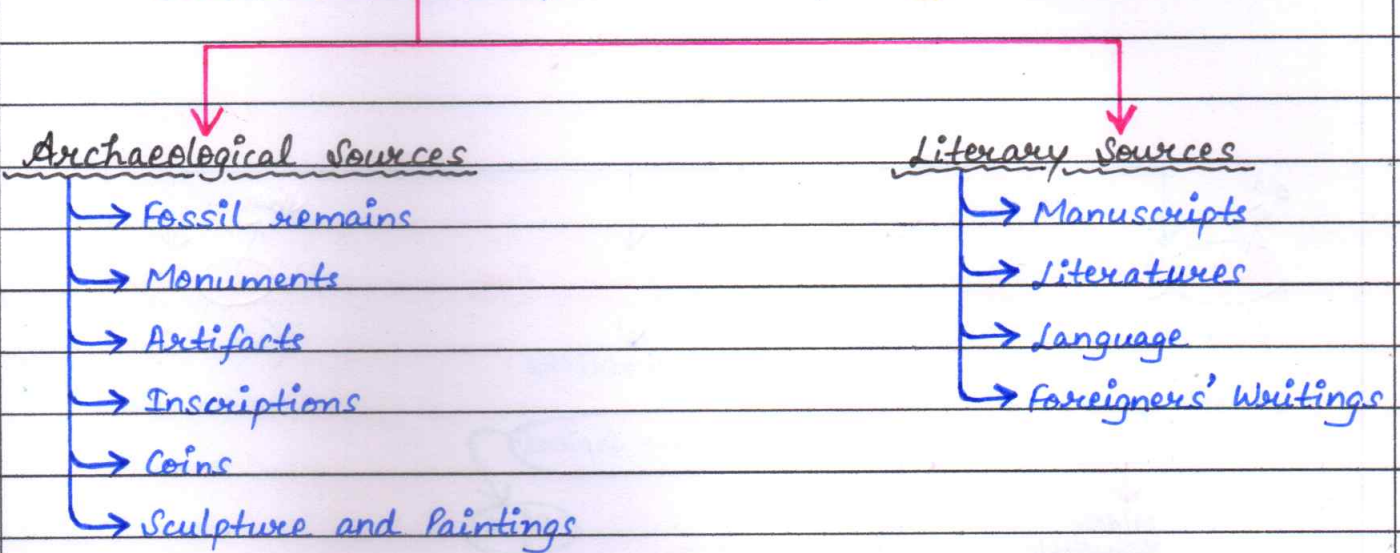 Archaeological Sources
Fossil remains
Monuments
Artifacts
Inscriptions
Coins
Sculpture and Paintings
Literary Sources
Manuscripts
Literatures
Language
Foreigners' Writings